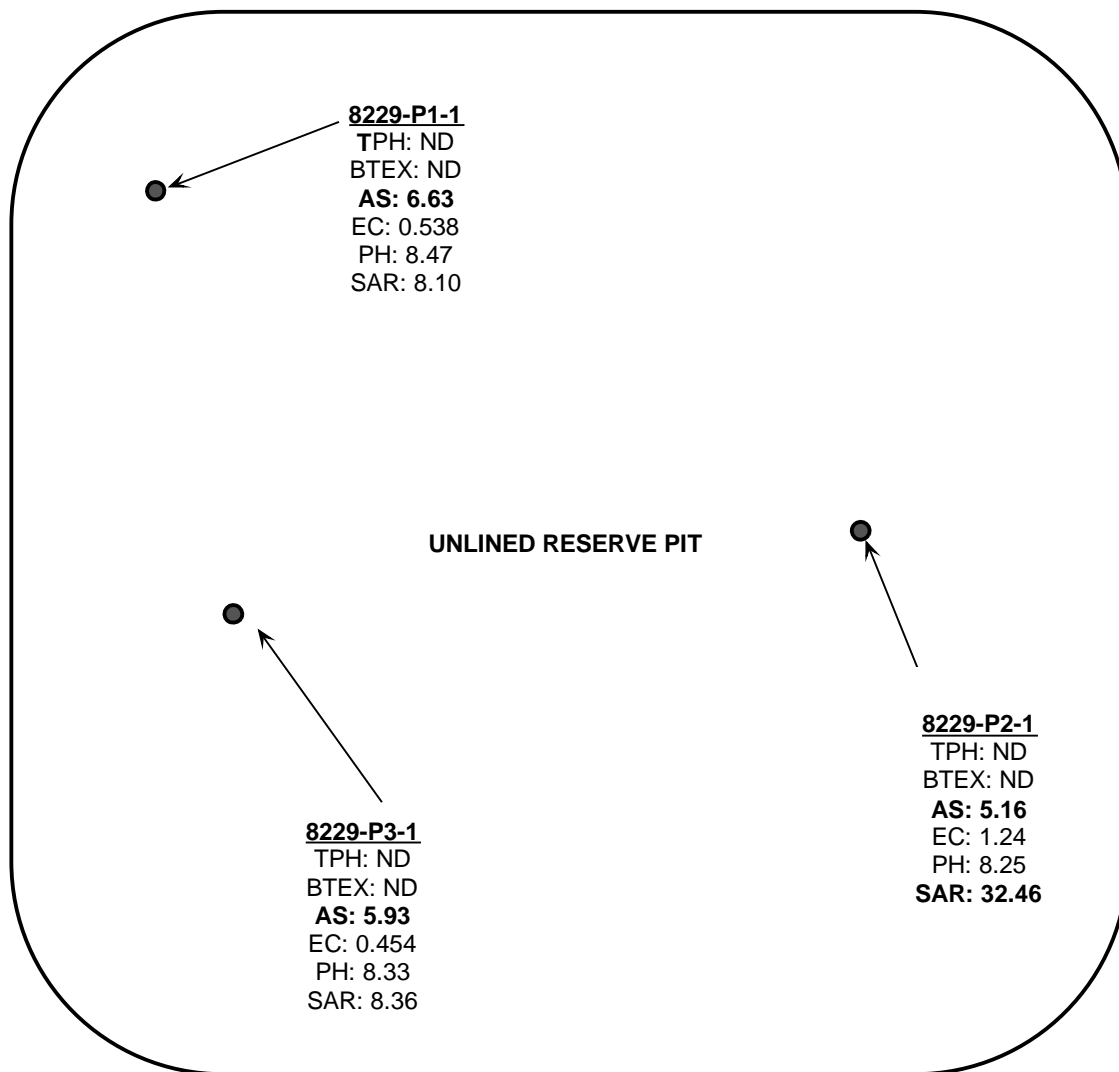 8229-P1-1
TPH: ND
BTEX: ND
AS: 6.63
EC: 0.538
PH: 8.47
SAR: 8.10
UNLINED RESERVE PIT
8229-P2-1
TPH: ND
BTEX: ND
AS: 5.16
EC: 1.24
PH: 8.25
SAR: 32.46
8229-P3-1
TPH: ND
BTEX: ND
AS: 5.93
EC: 0.454
PH: 8.33
SAR: 8.36